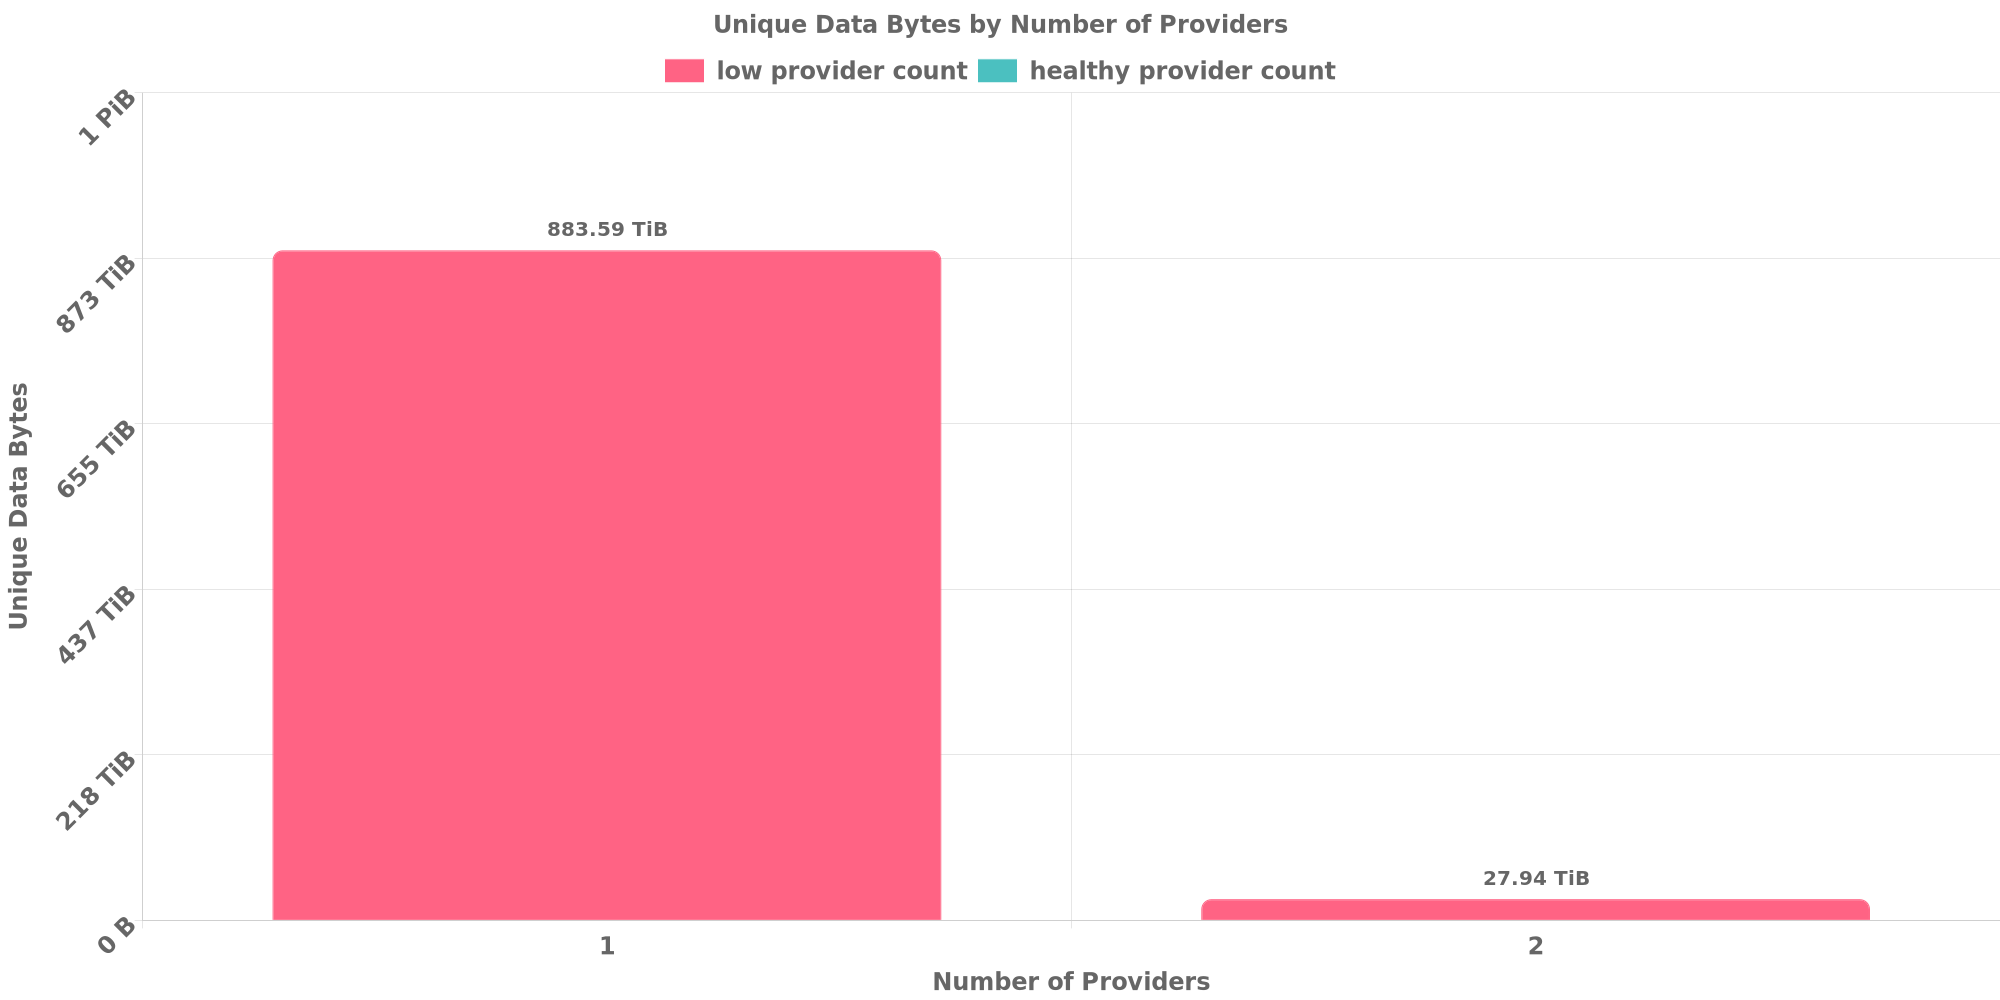 Unique Data Bytes by Number of Providers
low provider count healthy provider count
1 PiB
883.59 TiB
873 TiB
655 TiB
437 TiB
218 TiB
27.94 TiB
0 B
Unique Data Bytes
1 2
Number of Providers